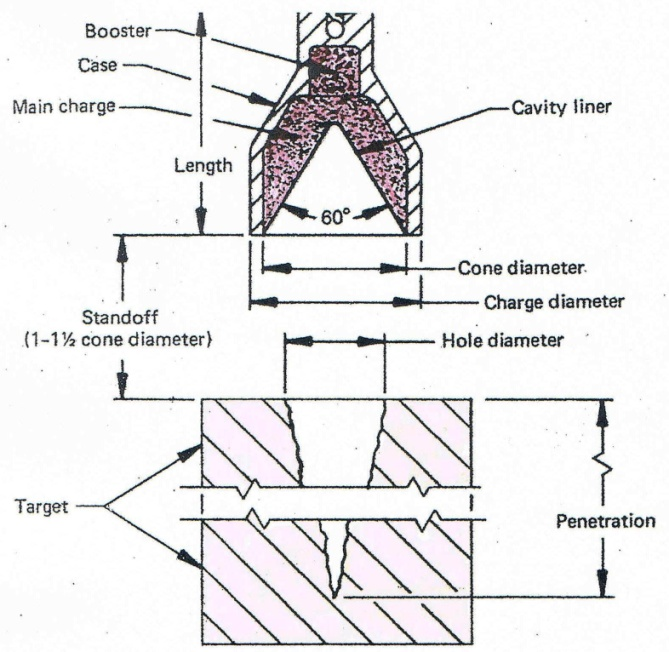 Booster
Case
Main charge
Cavity liner
Length
60°
Cone diameter
Charge diameter
Standoff
(1-1½ cone diameter)
Hole diameter
Target
Penetration